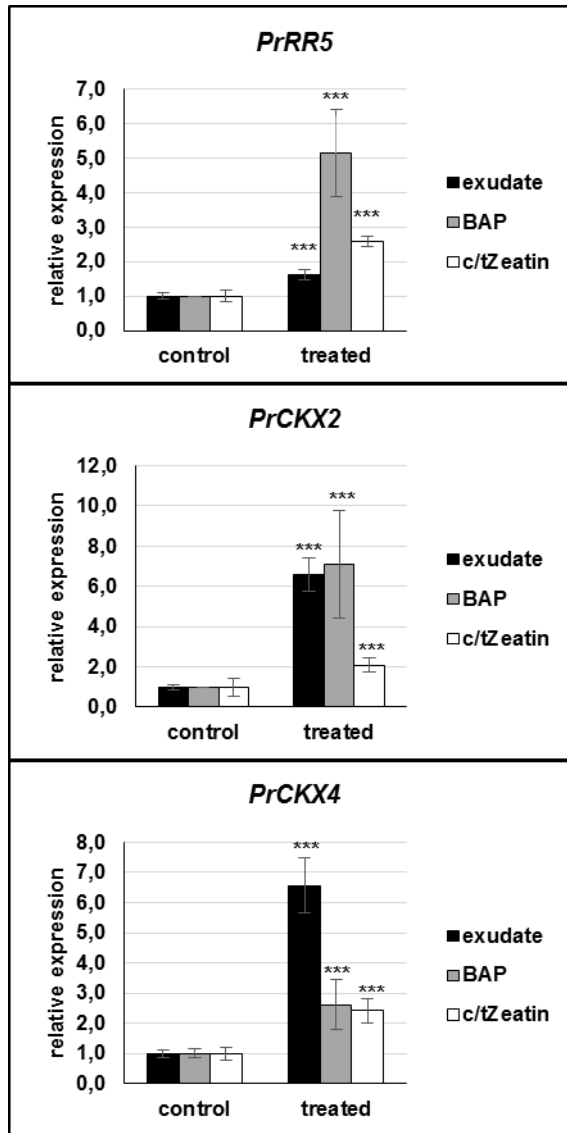 PrRR5
relative expression
7,0
***
6,0
5,0
4,0
***
3,0
***
2,0
1,0
0,0
control treated
exudate
BAP
c/tZeatin
PrCKX2
relative expression
12,0
10,0
***
8,0
***
6,0
4,0
***
2,0
0,0
control treated
exudate
BAP
c/tZeatin
PrCKX4
relative expression
8,0
***
7,0
6,0
5,0
4,0
***
3,0
***
2,0
1,0
0,0
control treated
exudate
BAP
c/tZeatin